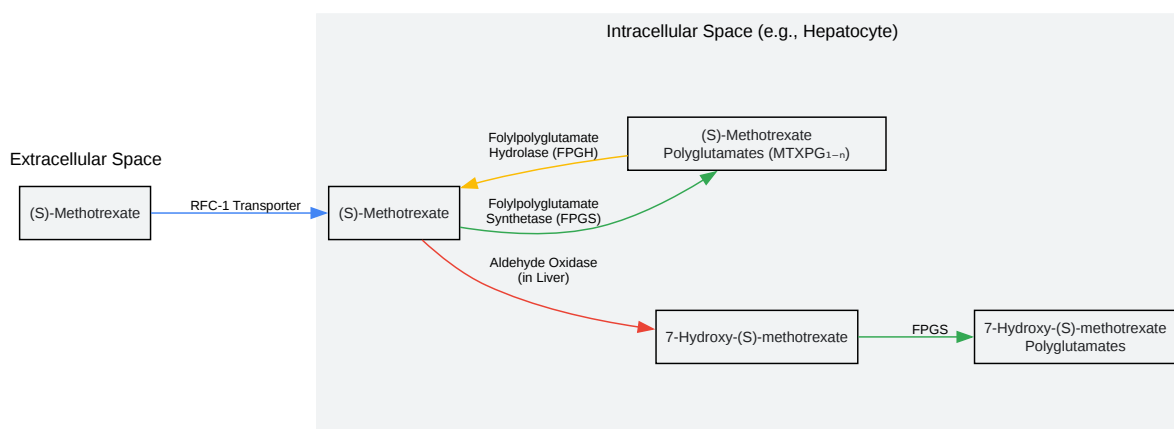 Intracellular Space (e.g., Hepatocyte)
Extracellular Space
(S)-Methotrexate
RFC-1 Transporter
(S)-Methotrexate
Folylpolyglutamate
Hydrolase (FPGH)
(S)-Methotrexate
Polyglutamates (MTXPG₁₋ₙ)
Folylpolyglutamate
Synthetase (FPGS)
Aldehyde Oxidase
(in Liver)
7-Hydroxy-(S)-methotrexate
FPGS
7-Hydroxy-(S)-methotrexate
Polyglutamates